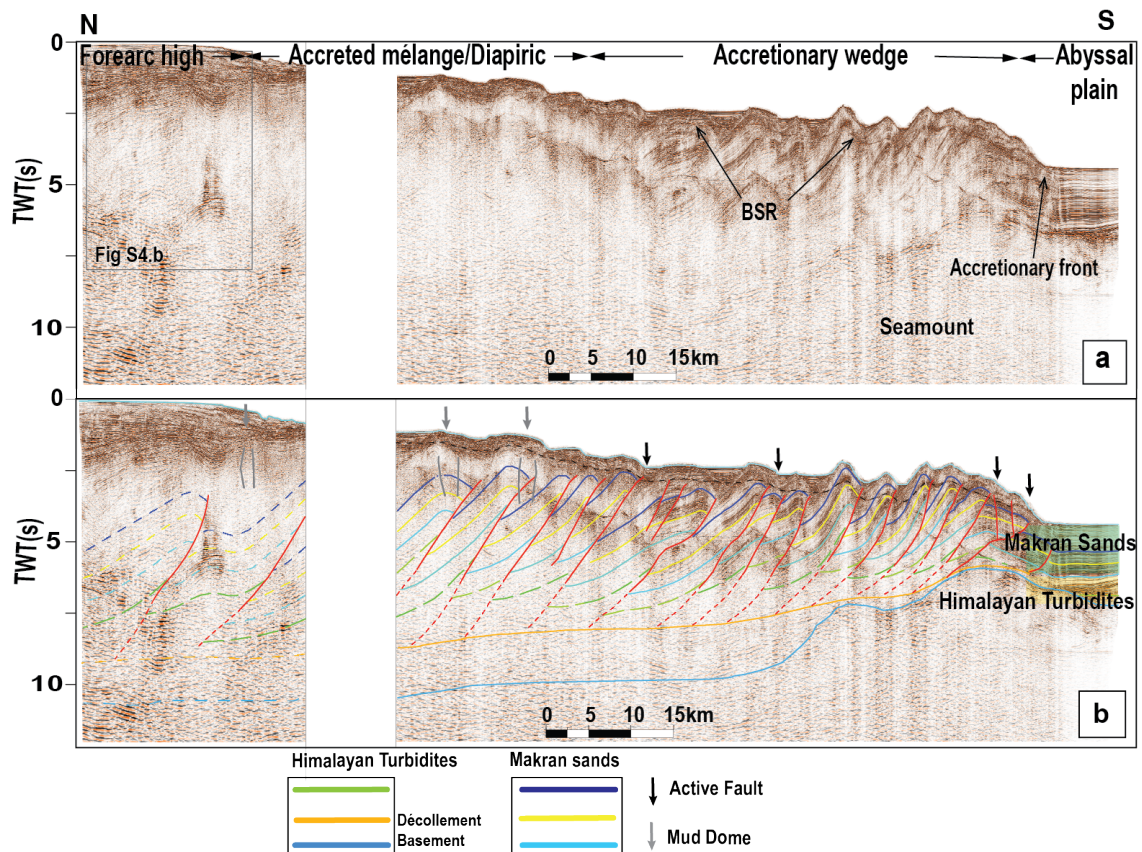 N
S
0
Forearc high
Accreted mélange/Diapiric
Accretionary wedge
Abyssal
plain
TWT(s)
5
BSR
Fig S4.b
Accretionary front
10
Seamount
0 5 10 15km
a
0
TWT(s)
5
Makran Sands
Himalayan Turbidites
10
0 5 10 15km
b
Himalayan Turbidites
Makran sands
Active Fault
Décollement
Basement
Mud Dome